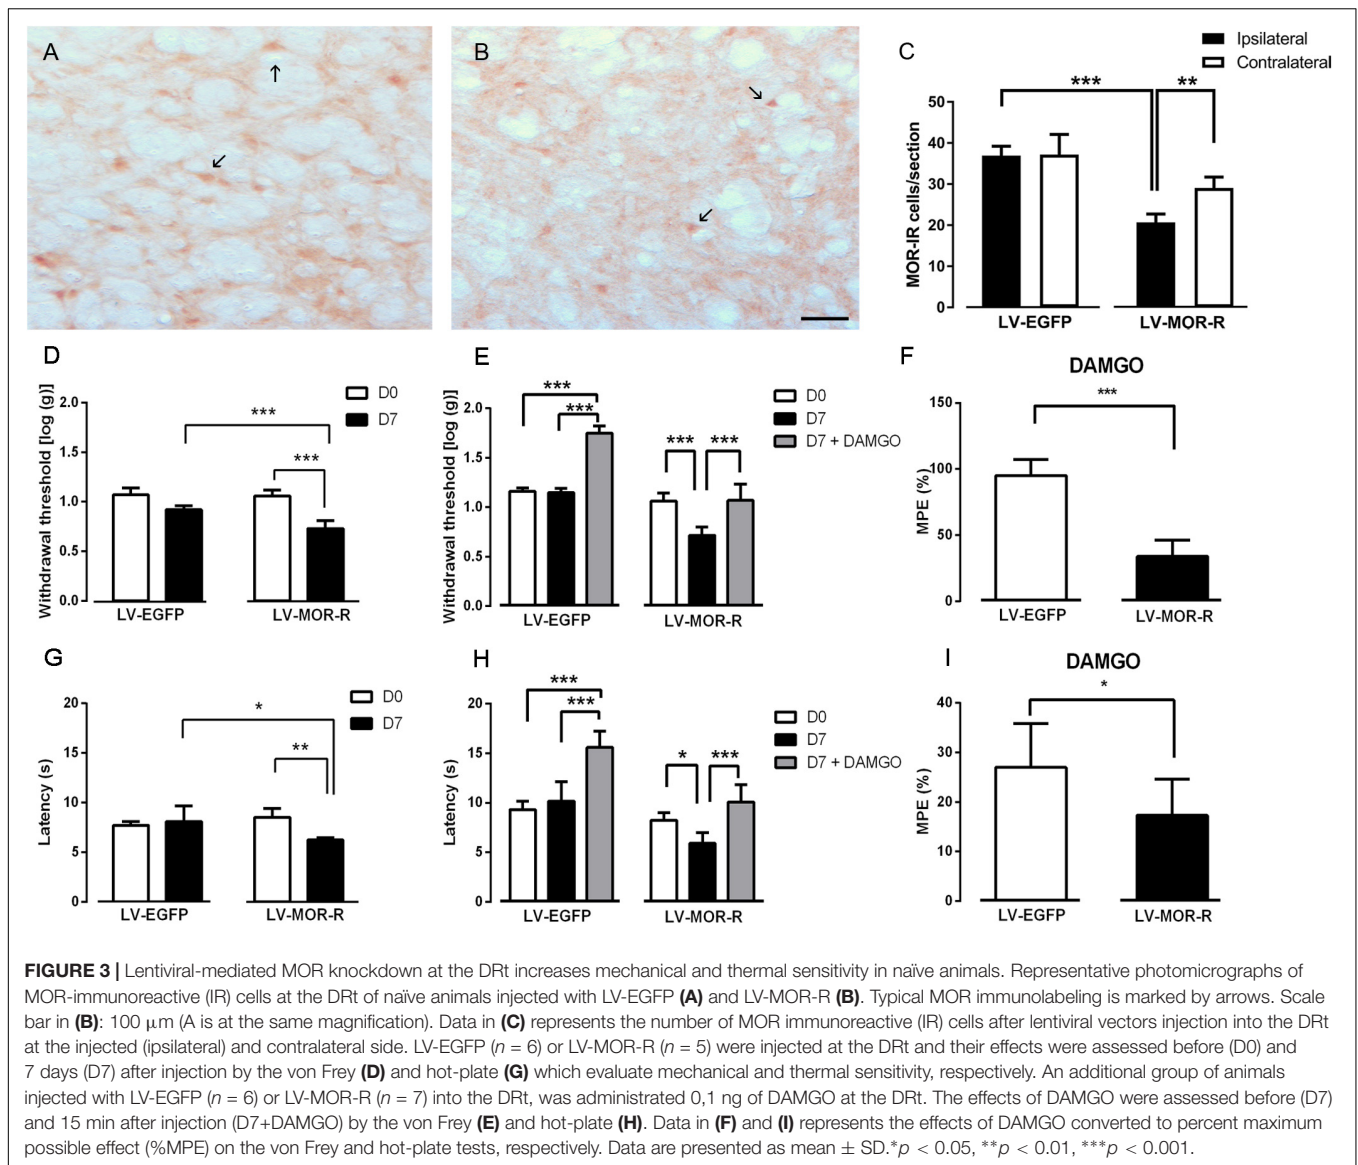 A
B
C
Ipsilateral
Contralateral
***
**
MOR-IR cells/section
50
40
30
20
10
0
LV-EGFP
LV-MOR-R
D
D0
D7
Withdrawal threshold [log (g)]
2.0
1.5
1.0
0.5
0.0
***
***
LV-EGFP
LV-MOR-R
E
D0
D7
D7 + DAMGO
Withdrawal threshold [log (g)]
2.0
1.5
1.0
0.5
0.0
***
***
***
***
LV-EGFP
LV-MOR-R
F
DAMGO
MPE (%)
150
100
50
0
***
LV-EGFP
LV-MOR-R
G
D0
D7
Latency (s)
20
15
10
5
0
*
**
LV-EGFP
LV-MOR-R
H
D0
D7
D7 + DAMGO
Latency (s)
20
15
10
5
0
***
***
*
***
LV-EGFP
LV-MOR-R
I
DAMGO
MPE (%)
40
30
20
10
0
*
LV-EGFP
LV-MOR-R
FIGURE 3 | Lentiviral-mediated MOR knockdown at the DRt increases mechanical and thermal sensitivity in naïve animals. Representative photomicrographs of
MOR-immunoreactive (IR) cells at the DRt of naïve animals injected with LV-EGFP (A) and LV-MOR-R (B). Typical MOR immunolabeling is marked by arrows. Scale
bar in (B): 100 μm (A is at the same magnification). Data in (C) represents the number of MOR immunoreactive (IR) cells after lentiviral vectors injection into the DRt
at the injected (ipsilateral) and contralateral side. LV-EGFP (n = 6) or LV-MOR-R (n = 5) were injected at the DRt and their effects were assessed before (D0) and
7 days (D7) after injection by the von Frey (D) and hot-plate (G) which evaluate mechanical and thermal sensitivity, respectively. An additional group of animals
injected with LV-EGFP (n = 6) or LV-MOR-R (n = 7) into the DRt, was administrated 0,1 ng of DAMGO at the DRt. The effects of DAMGO were assessed before (D7)
and 15 min after injection (D7+DAMGO) by the von Frey (E) and hot-plate (H). Data in (F) and (I) represents the effects of DAMGO converted to percent maximum
possible effect (%MPE) on the von Frey and hot-plate tests, respectively. Data are presented as mean ± SD.*p < 0.05, **p < 0.01, ***p < 0.001.